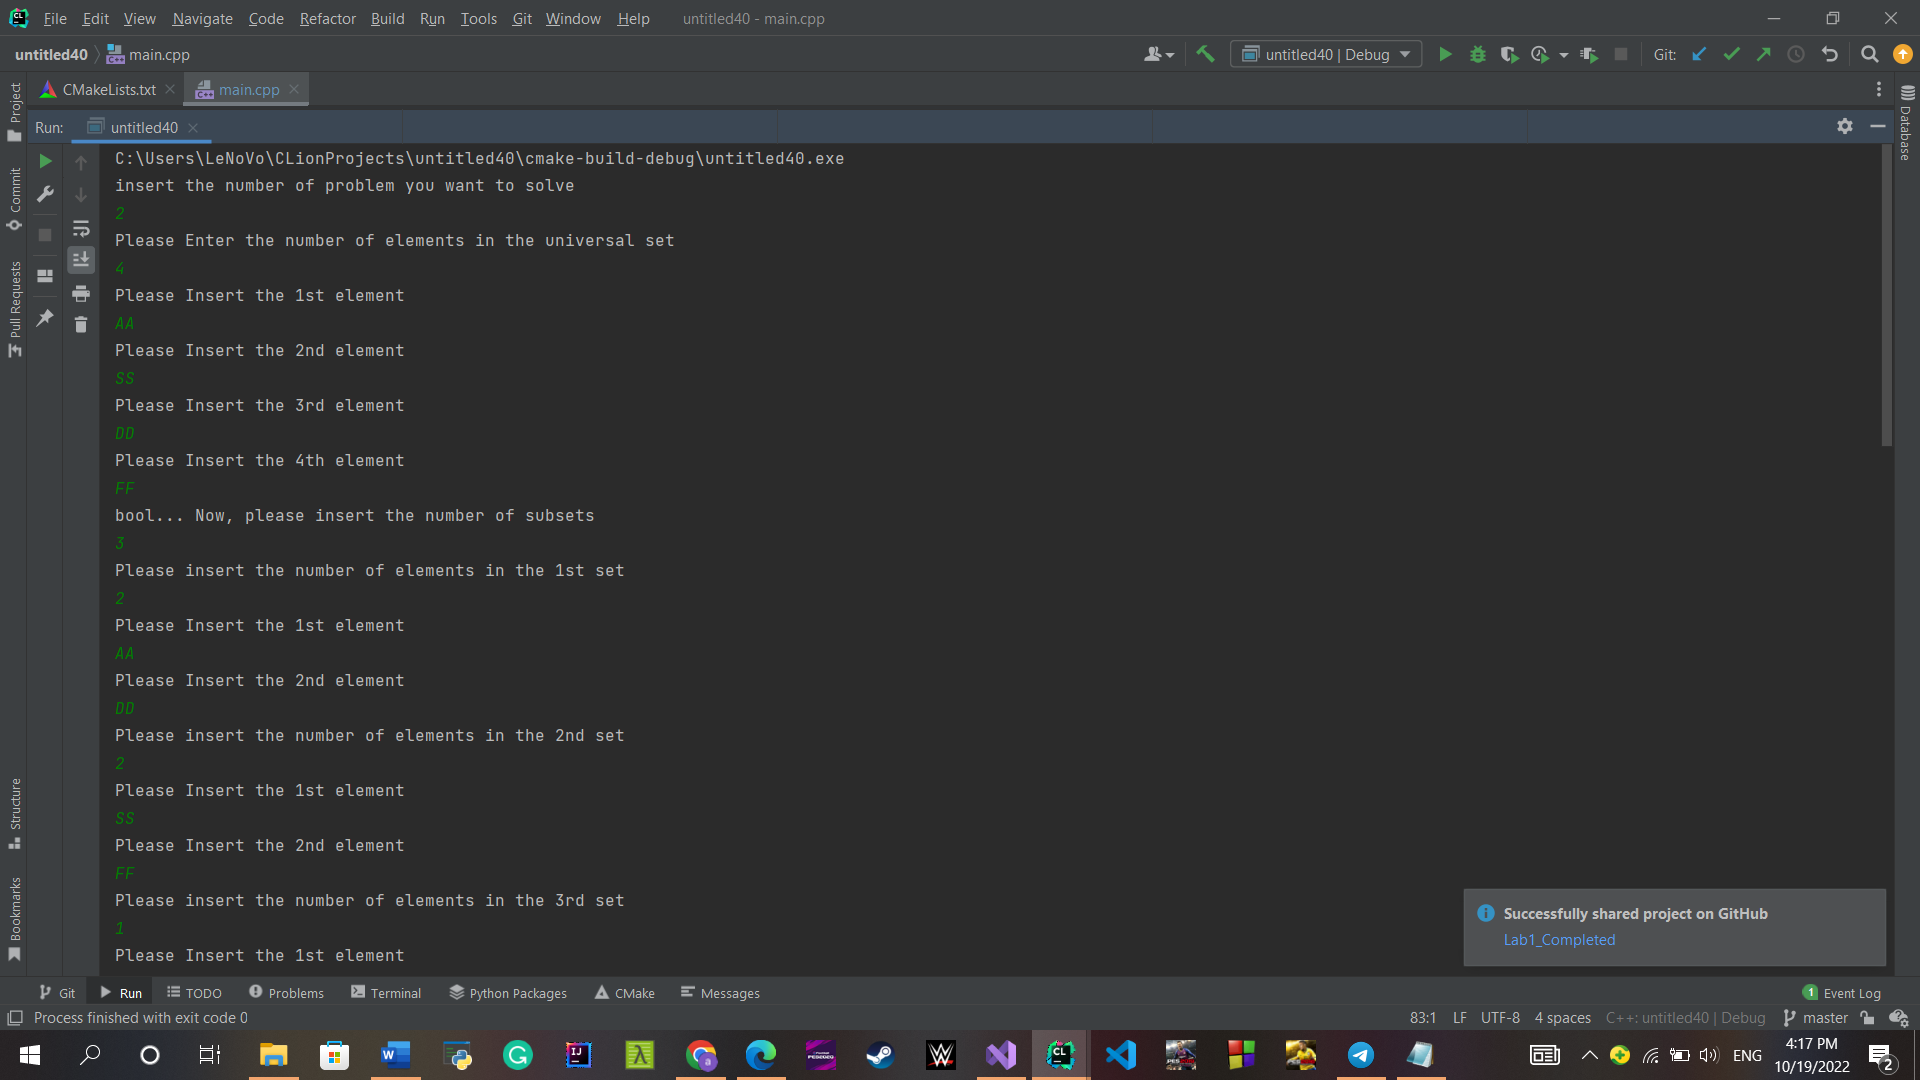 File Edit View Navigate Code Refactor Build Run Tools Git Window Help untitled40 - main.cpp
untitled40 main.cpp untitled40 | Debug Git:
CMakeLists.txt main.cpp
Run: untitled40
C:\Users\LeNoVo\CLionProjects\untitled40\cmake-build-debug\untitled40.exe
insert the number of problem you want to solve
2
Please Enter the number of elements in the universal set
4
Please Insert the 1st element
AA
Please Insert the 2nd element
SS
Please Insert the 3rd element
DD
Please Insert the 4th element
FF
bool... Now, please insert the number of subsets
3
Please insert the number of elements in the 1st set
2
Please Insert the 1st element
AA
Please Insert the 2nd element
DD
Please insert the number of elements in the 2nd set
2
Please Insert the 1st element
SS
Please Insert the 2nd element
FF
Please insert the number of elements in the 3rd set
1
Please Insert the 1st element
Project
Commit
Pull Requests
Structure
Bookmarks
Database
Successfully shared project on GitHub
Lab1_Completed
Git Run TODO Problems Terminal Python Packages CMake Messages 1 Event Log
Process finished with exit code 0 83:1 LF UTF-8 4 spaces C++: untitled40 | Debug master
ENG 4:17 PM
10/19/2022 2